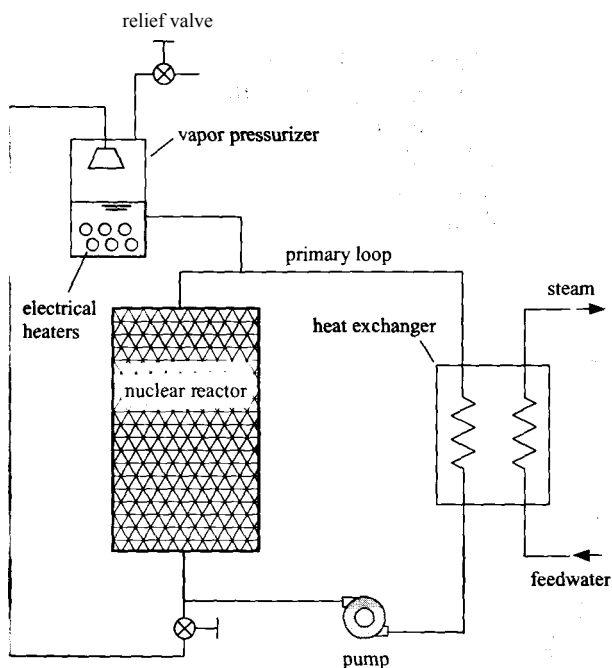 relief valve
vapor pressurizer
primary loop
electrical
heaters
steam
heat exchanger
nuclear reactor
feedwater
pump